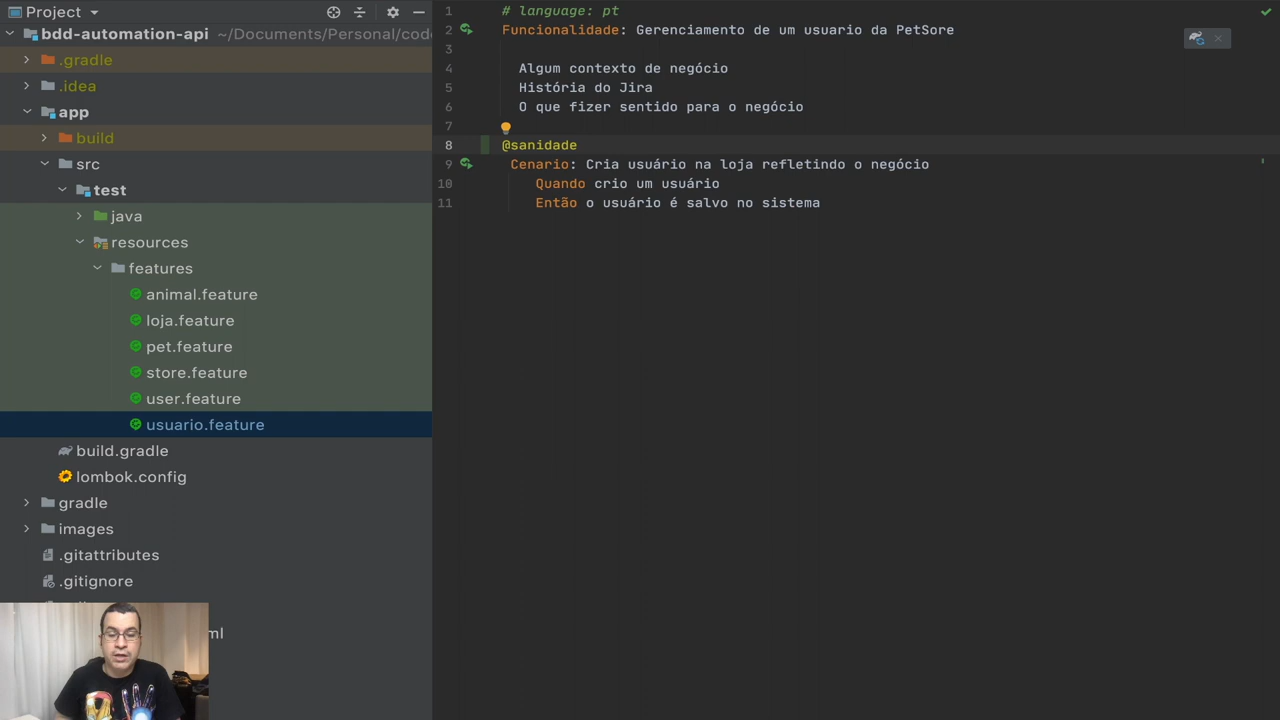 Project
bdd-automation-api ~/Documents/Personal/code
.gradle
.idea
app
build
src
test
java
resources
features
animal.feature
loja.feature
pet.feature
store.feature
user.feature
usuario.feature
build.gradle
lombok.config
gradle
images
.gitattributes
.gitignore
ml
1 # language: pt
2 Funcionalidade: Gerenciamento de um usuario da PetSore
3
4 Algum contexto de negócio
5 História do Jira
6 O que fizer sentido para o negócio
7
8 @sanidade
9 Cenario: Cria usuário na loja refletindo o negócio
10 Quando crio um usuário
11 Então o usuário é salvo no sistema